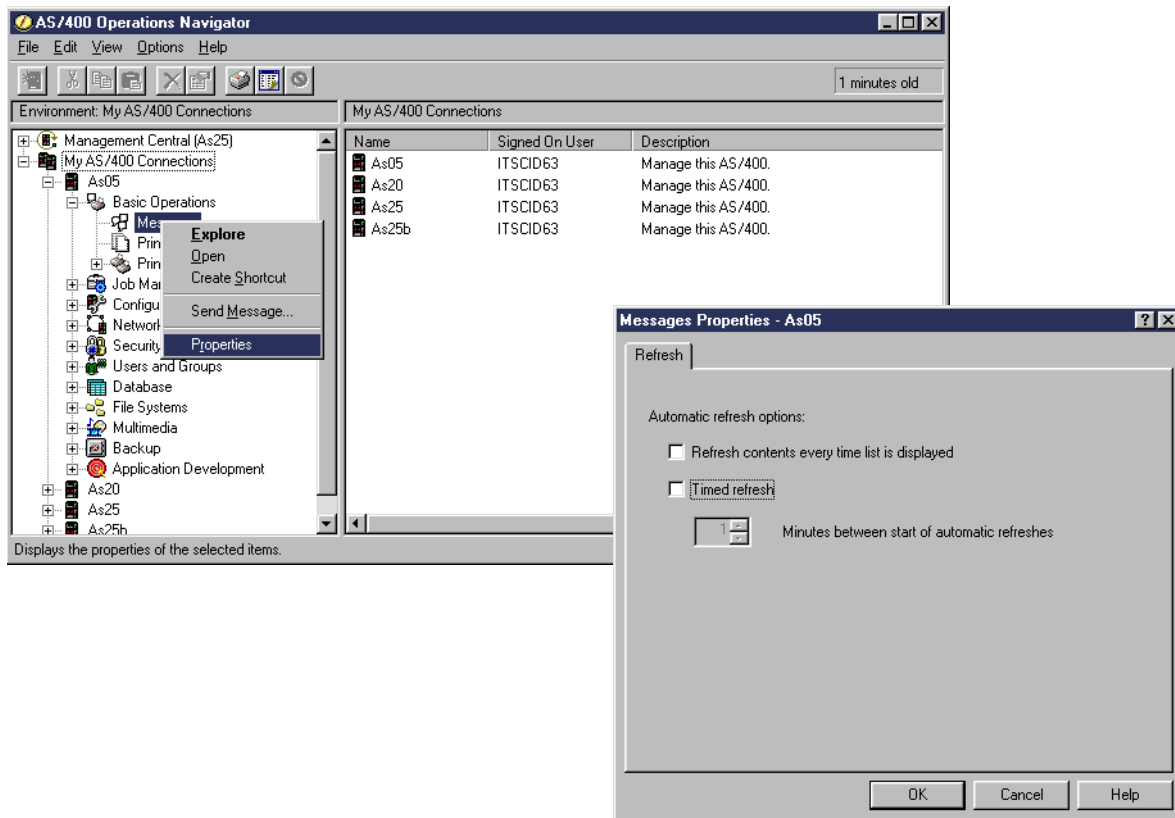 AS/400 Operations Navigator
File Edit View Options Help
1 minutes old
Environment: My AS/400 Connections
My AS/400 Connections
Management Central (As25)
My AS/400 Connections
As05
Basic Operations
Explore
Open
Create Shortcut
Send Message...
Properties
Configu
Network
Security
Users and Groups
Database
File Systems
Multimedia
Backup
Application Development
As20
As25
As25b
Name Signed On User Description
As05 ITSCID63 Manage this AS/400.
As20 ITSCID63 Manage this AS/400.
As25 ITSCID63 Manage this AS/400.
As25b ITSCID63 Manage this AS/400.
Displays the properties of the selected items.
Messages Properties - As05
Refresh
Automatic refresh options:
Refresh contents every time list is displayed
Timed refresh
1 Minutes between start of automatic refreshes
OK Cancel Help